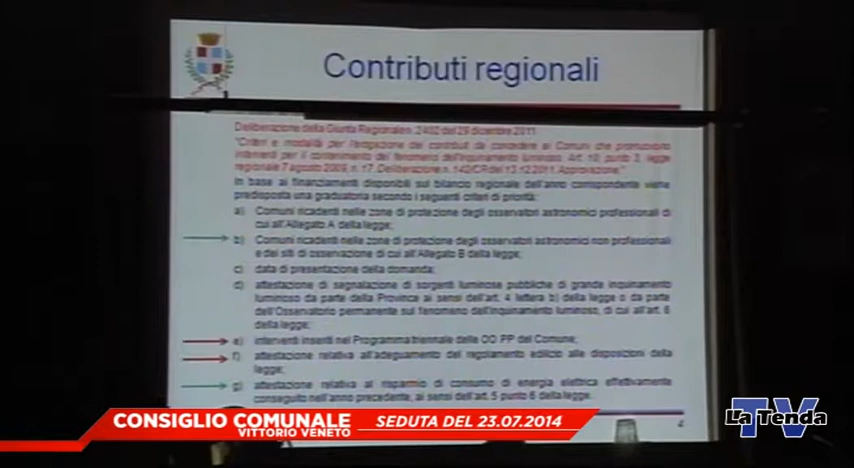 Contributi regionali
Deliberazione della Giunta Regionale n. 2402 del 29 dicembre 2011
"Criteri e modalità per l'erogazione dei contributi da concedere ai Comuni che promuovono
interventi per il contenimento del fenomeno dell'inquinamento luminoso. Art. 10, punto 3, legge
regionale 7 agosto 2009, n. 17. Deliberazione n. 140/CR del 13.12.2011. Approvazione."
In base ai finanziamenti disponibili sul bilancio regionale dell'anno corrispondente viene
predisposta una graduatoria secondo i seguenti criteri di priorità:
a) Comuni ricadenti nelle zone di protezione degli osservatori astronomici professionali di
cui all'Allegato A della legge;
b) Comuni ricadenti nelle zone di protezione degli osservatori astronomici non professionali
e dei siti di osservazione di cui all'Allegato B della legge;
c) data di presentazione della domanda;
d) attestazione di segnalazione di sorgenti luminose pubbliche di grande inquinamento
luminoso da parte della Province ai sensi dell'art. 4 lettera b) della legge o da parte
dell'Osservatorio permanente sul fenomeno dell'inquinamento luminoso, di cui all'art. 6
della legge;
e) interventi inseriti nel Programma triennale delle OO PP del Comune;
f) attestazione relativa all'adeguamento del regolamento edilizio alle disposizioni della
legge;
g) attestazione relativa al risparmio di consumo di energia elettrica effettivamente
conseguito nell'anno precedente, ai sensi dell'art. 5 punto 6 della legge.
4
CONSIGLIO COMUNALE
VITTORIO VENETO
SEDUTA DEL 23.07.2014
La Tenda
TV